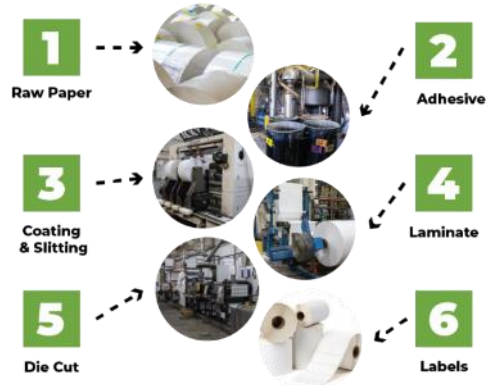 1
Raw Paper
2
Adhesive
3
Coating
& Slitting
4
Laminate
5
Die Cut
6
Labels